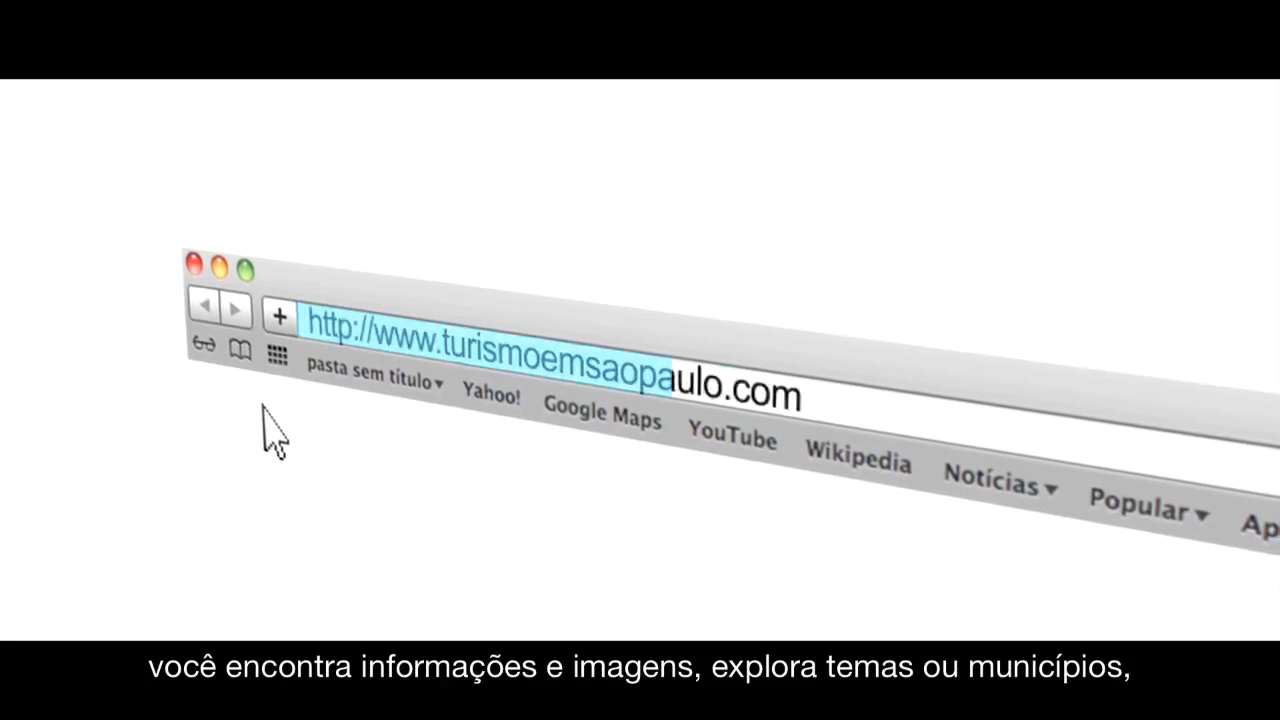 http://www.turismoemsaopaulo.com
pasta sem título Yahoo! Google Maps YouTube Wikipedia Notícias Popular Ap
você encontra informações e imagens, explora temas ou municípios,